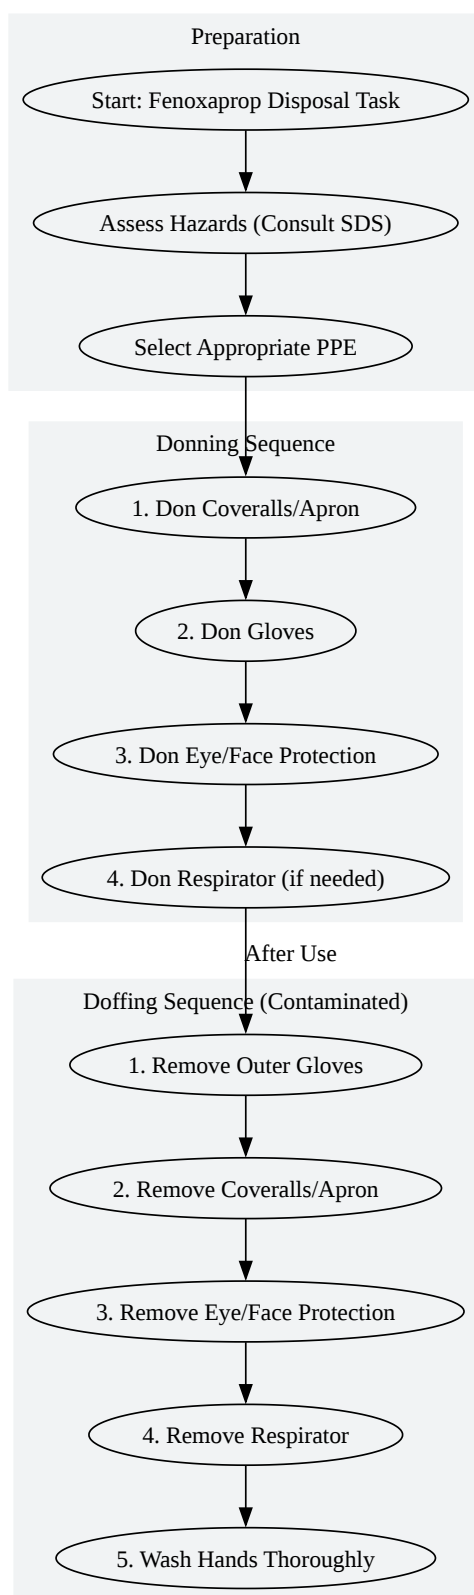 Preparation
Start: Fenoxaprop Disposal Task
Assess Hazards (Consult SDS)
Select Appropriate PPE
Donning Sequence
1. Don Coveralls/Apron
2. Don Gloves
3. Don Eye/Face Protection
4. Don Respirator (if needed)
After Use
Doffing Sequence (Contaminated)
1. Remove Outer Gloves
2. Remove Coveralls/Apron
3. Remove Eye/Face Protection
4. Remove Respirator
5. Wash Hands Thoroughly